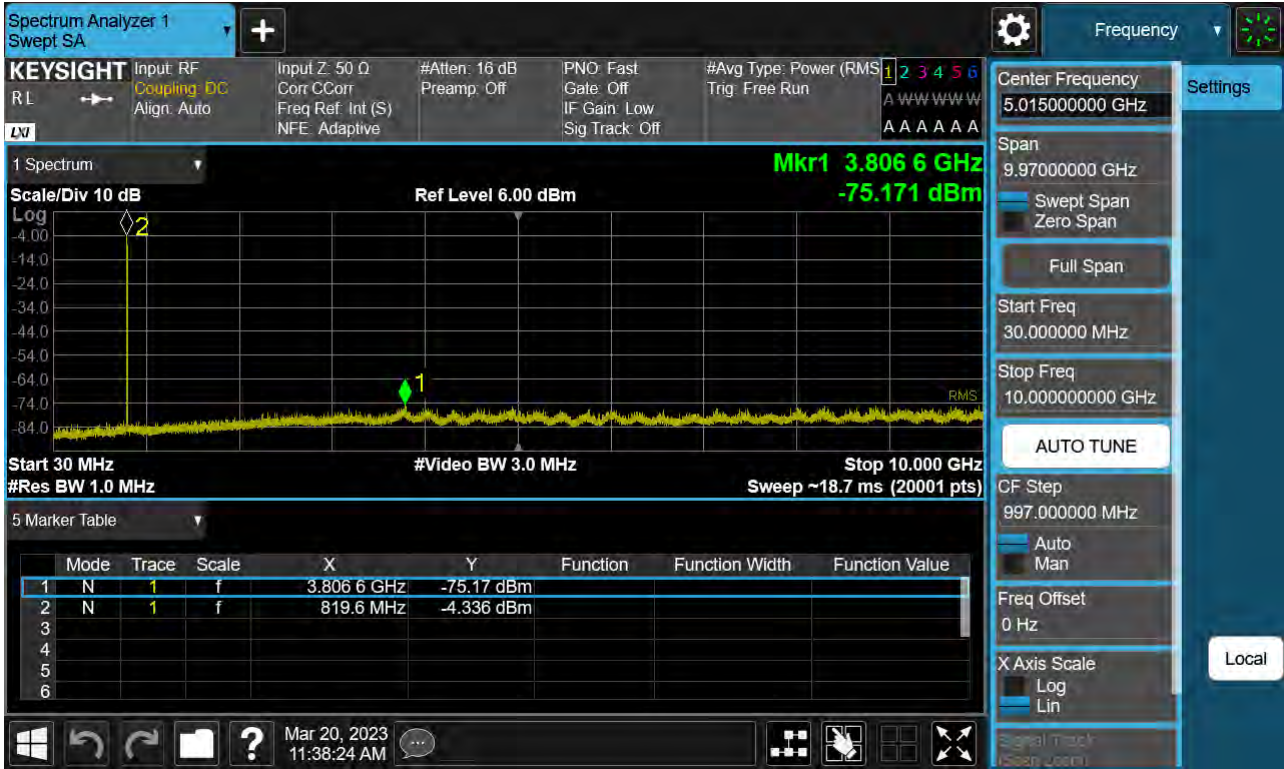 Spectrum Analyzer 1
Swept SA
Frequency
KEYSIGHT
RL
LXI
Input: RF
Coupling: DC
Align: Auto
Input Z: 50 Ω
Corr CCorr
Freq Ref: Int (S)
NFE: Adaptive
#Atten: 16 dB
Preamp: Off
PNO: Fast
Gate: Off
IF Gain: Low
Sig Track: Off
#Avg Type: Power (RMS
Trig: Free Run
1 2 3 4 5 6
A W W W W W
A A A A A A
1 Spectrum
Mkr1 3.806 6 GHz
-75.171 dBm
Scale/Div 10 dB
Ref Level 6.00 dBm
Log
2
-4.00
-14.0
-24.0
-34.0
-44.0
-54.0
-64.0
1
-74.0
RMS
-84.0
Start 30 MHz
#Video BW 3.0 MHz
Stop 10.000 GHz
#Res BW 1.0 MHz
Sweep ~18.7 ms (20001 pts)
5 Marker Table
Mode Trace Scale X Y Function Function Width Function Value
1 N 1 f 3.806 6 GHz -75.17 dBm
2 N 1 f 819.6 MHz -4.336 dBm
3
4
5
6
Mar 20, 2023
11:38:24 AM
Center Frequency
5.015000000 GHz
Settings
Span
9.97000000 GHz
Swept Span
Zero Span
Full Span
Start Freq
30.000000 MHz
Stop Freq
10.000000000 GHz
AUTO TUNE
CF Step
997.000000 MHz
Auto
Man
Freq Offset
0 Hz
X Axis Scale
Log
Lin
Local
Signal Track
(Span Zoom)